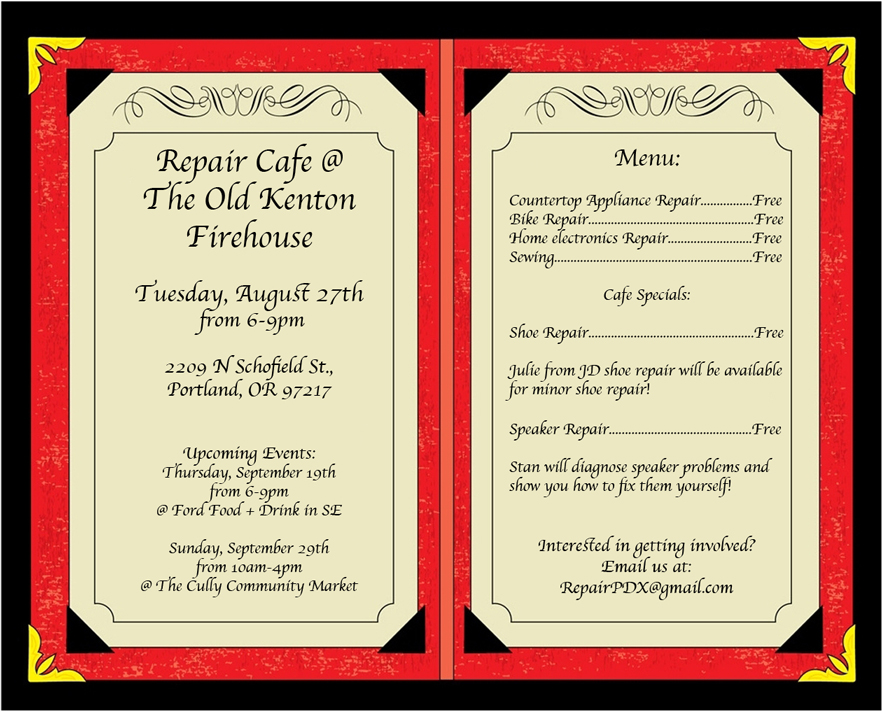 Repair Cafe @
The Old Kenton
Firehouse
Tuesday, August 27th
from 6-9pm
2209 N Schofield St.,
Portland, OR 97217
Upcoming Events:
Thursday, September 19th
from 6-9pm
@ Ford Food + Drink in SE
Sunday, September 29th
from 10am-4pm
@ The Cully Community Market
Menu:
Countertop Appliance Repair................Free
Bike Repair....................................................Free
Home electronics Repair..........................Free
Sewing..............................................................Free
Cafe Specials:
Shoe Repair....................................................Free
Julie from JD shoe repair will be available
for minor shoe repair!
Speaker Repair.............................................Free
Stan will diagnose speaker problems and
show you how to fix them yourself!
Interested in getting involved?
Email us at:
RepairPDX@gmail.com